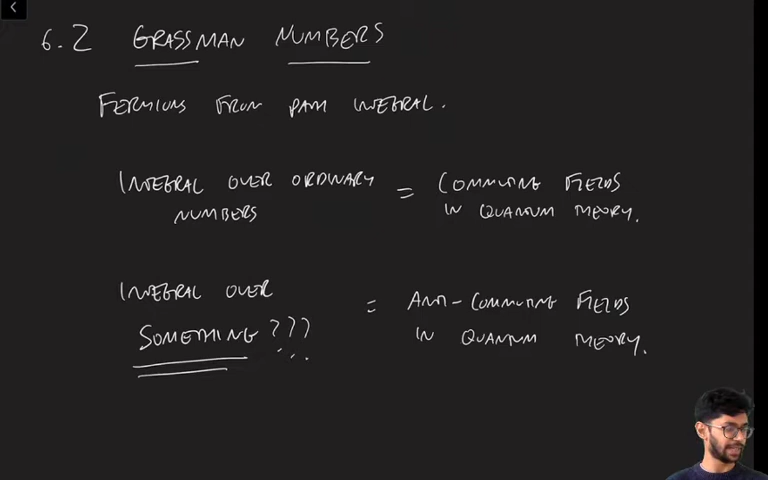 6.2 GRASSMAN NUMBERS
FERMIONS FROM PATH INTEGRAL.
INTEGRAL OVER ORDINARY
NUMBERS
= COMMUTING FIELDS
IN QUANTUM THEORY.
INTEGRAL OVER
SOMETHING???
...
= ANTI-COMMUTING FIELDS
IN QUANTUM THEORY.